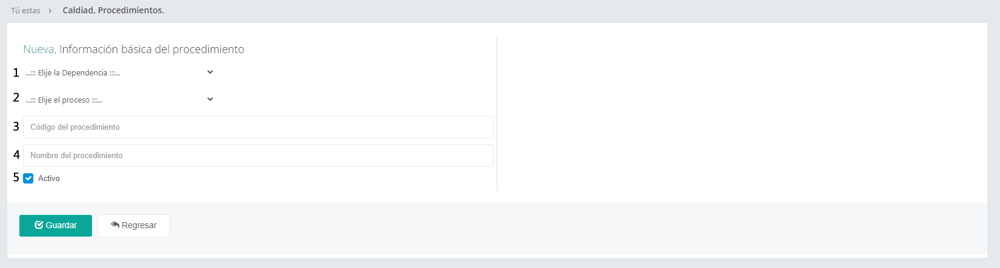 Tú estas > Caldiad, Procedimientos.
Nueva, Información básica del procedimiento
1 ...::: Elije la Dependencia :::...
2 ...::: Elije el proceso :::...
3 Código del procedimiento
4 Nombre del procedimiento
5 Activo
Guardar Regresar